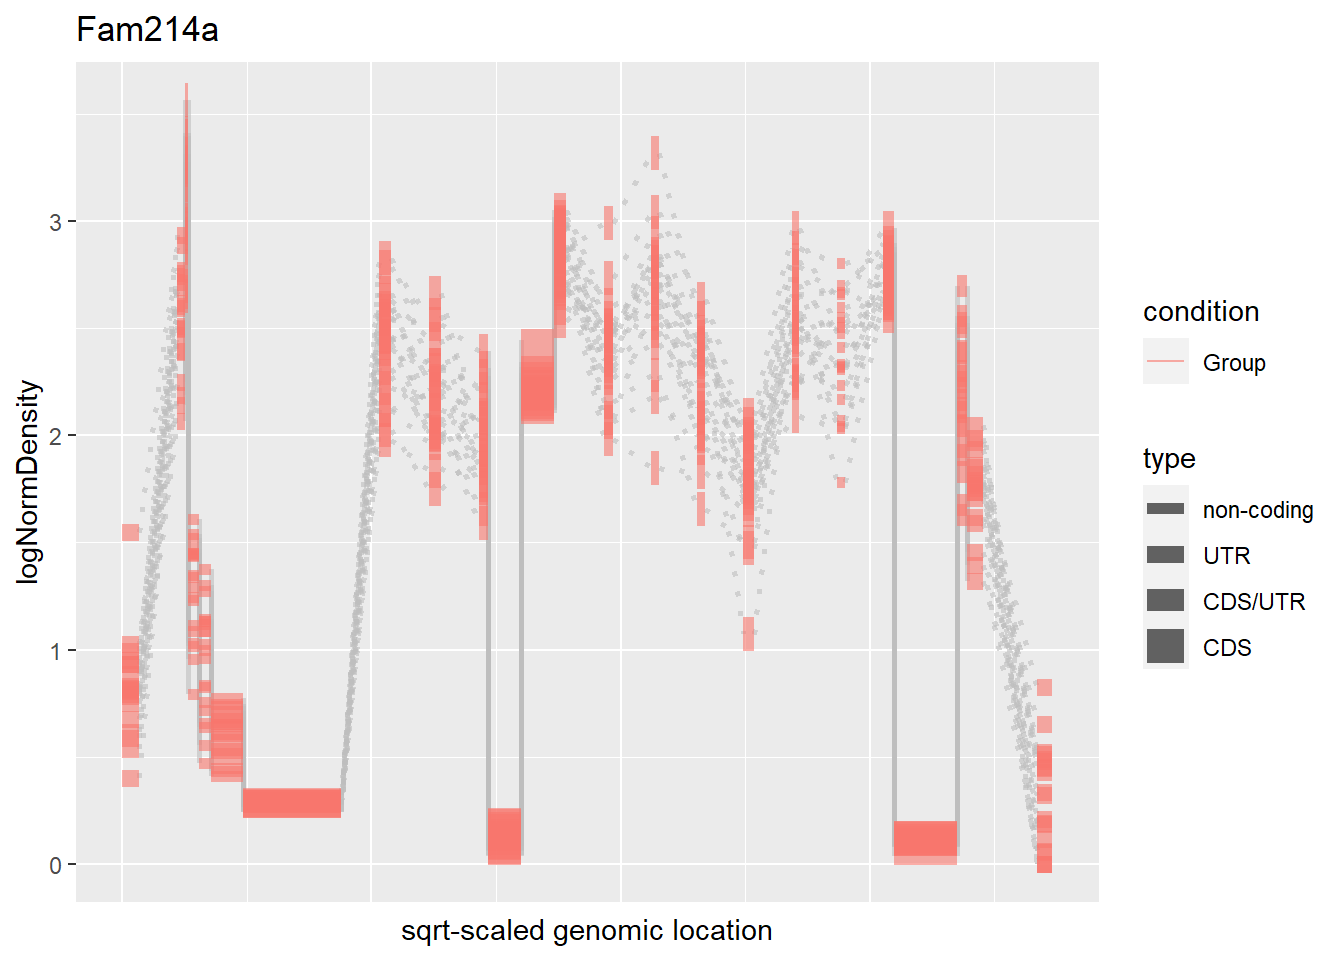 Fam214a
logNormDensity
3
2
1
0
sqrt-scaled genomic location
condition
Group
type
non-coding
UTR
CDS/UTR
CDS